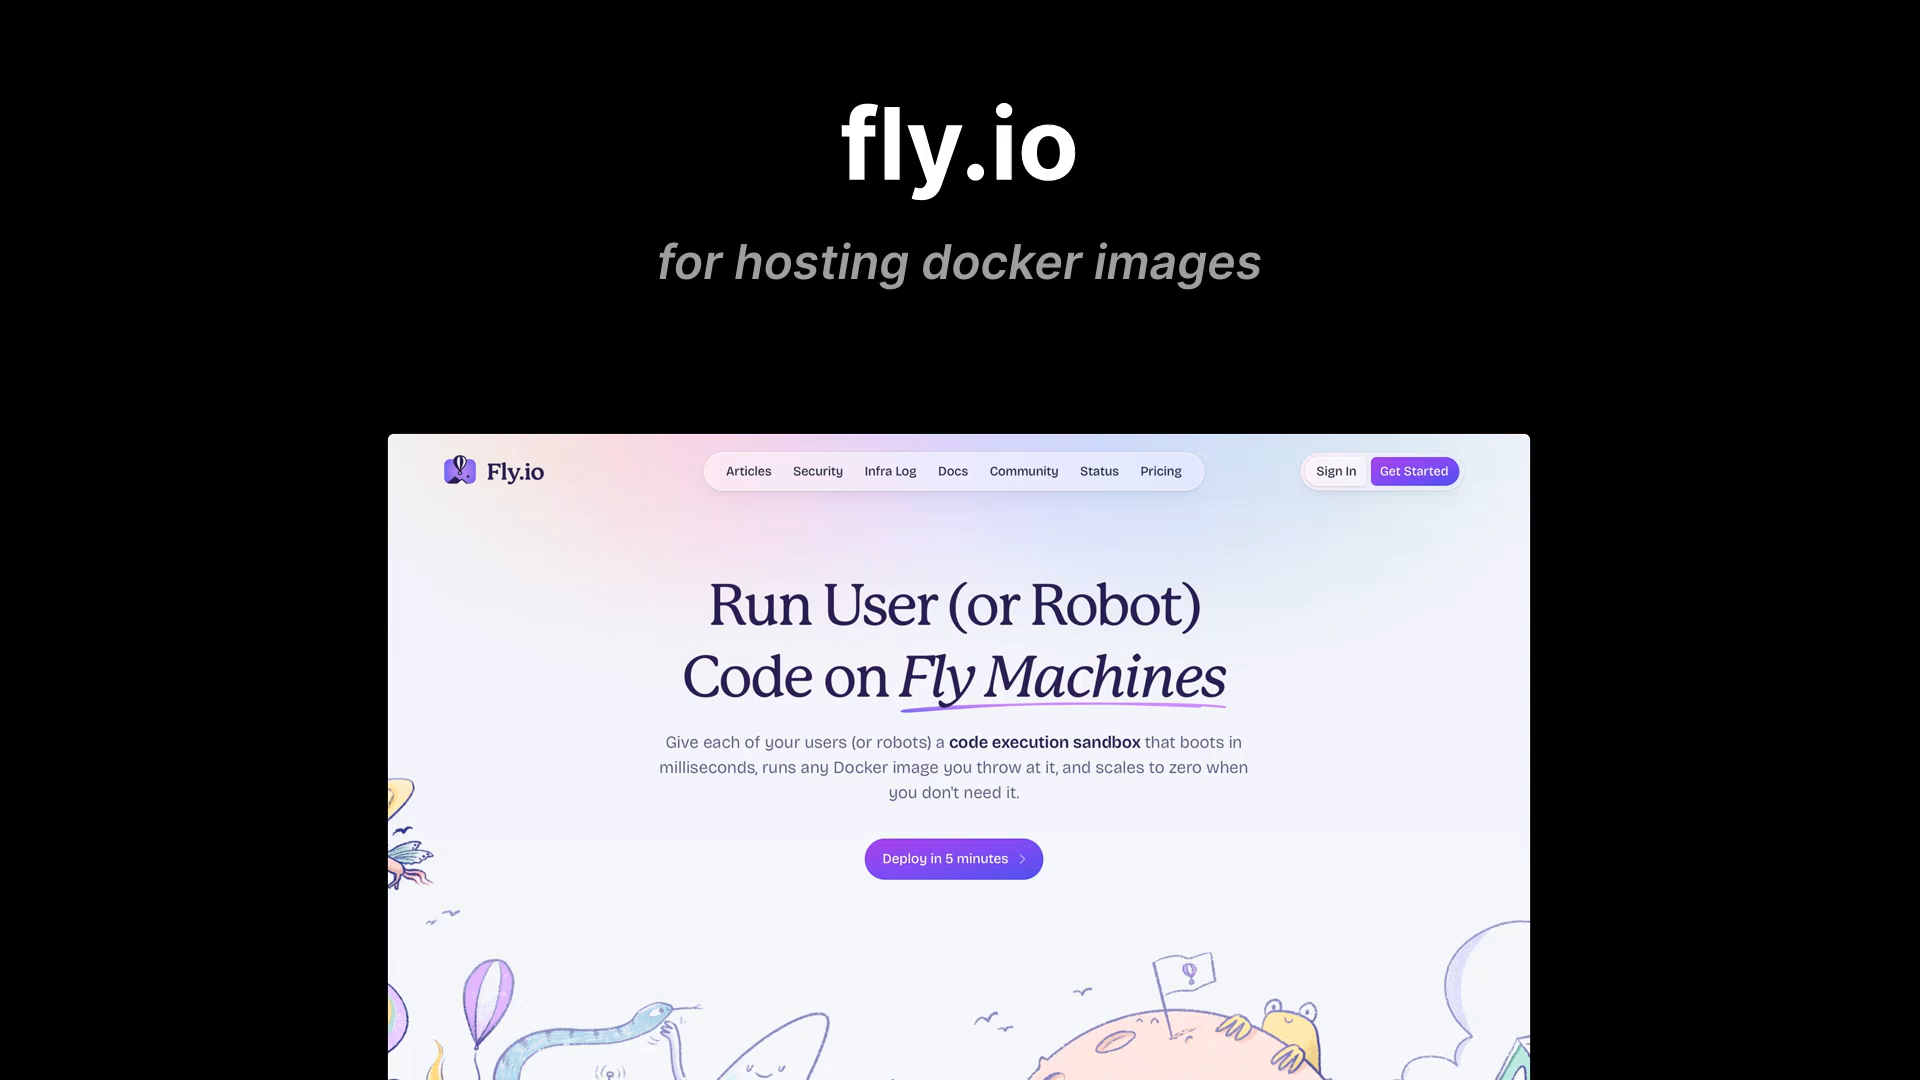 fly.io
for hosting docker images
Fly.io
Articles Security Infra Log Docs Community Status Pricing
Sign In Get Started
Run User (or Robot)
Code on Fly Machines
Give each of your users (or robots) a code execution sandbox that boots in
milliseconds, runs any Docker image you throw at it, and scales to zero when
you don't need it.
Deploy in 5 minutes